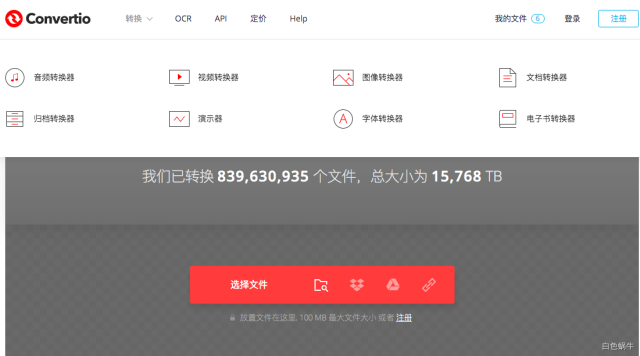 Convertio 转换 OCR API 定价 Help 我的文件 6 登录 注册
音频转换器 视频转换器 图像转换器 文档转换器
归档转换器 演示器 字体转换器 电子书转换器
我们已转换 839,630,935 个文件，总大小为 15,768 TB
选择文件
放置文件在这里, 100 MB 最大文件大小 或者 注册
白色蜗牛